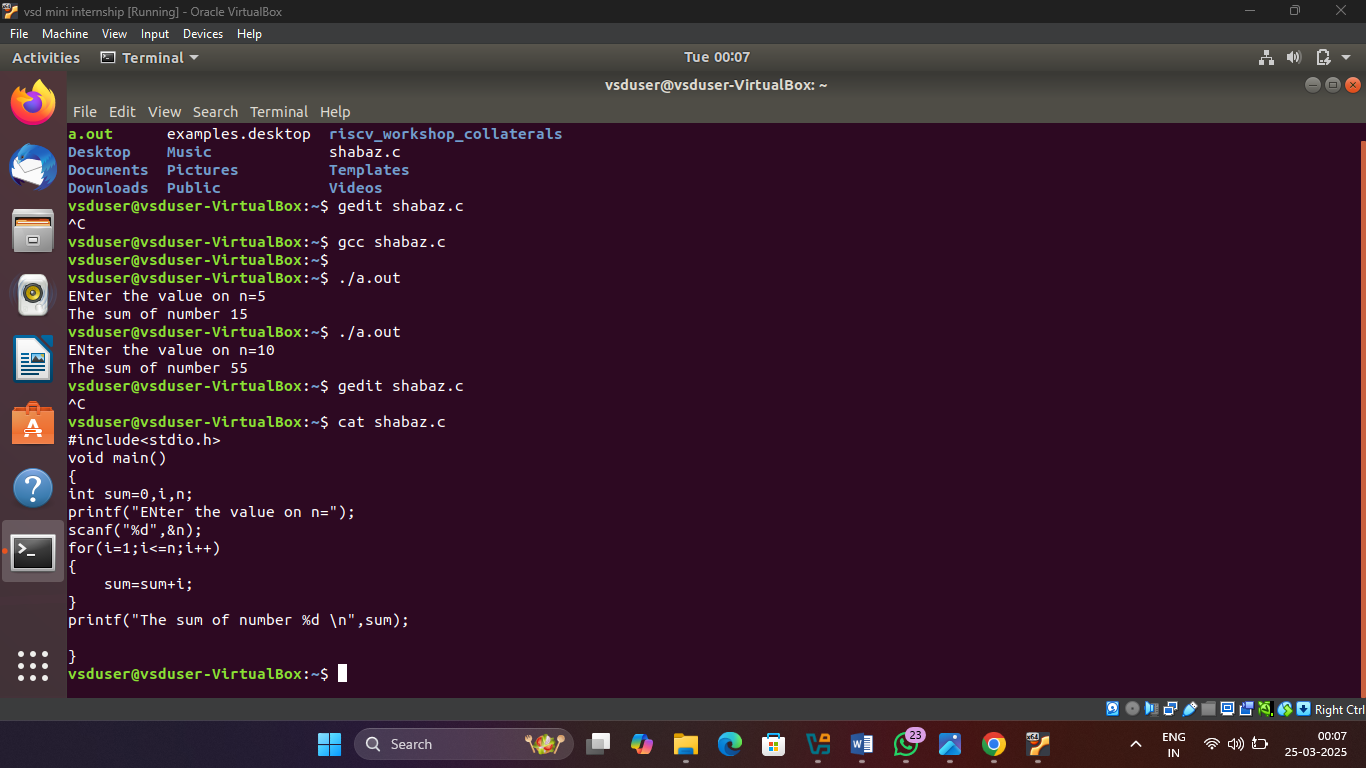 vsd mini internship [Running] - Oracle VirtualBox
File Machine View Input Devices Help
Activities Terminal Tue 00:07
vsduser@vsduser-VirtualBox: ~
File Edit View Search Terminal Help
a.out examples.desktop riscv_workshop_collaterals
Desktop Music shabaz.c
Documents Pictures Templates
Downloads Public Videos
vsduser@vsduser-VirtualBox:~$ gedit shabaz.c
^C
vsduser@vsduser-VirtualBox:~$ gcc shabaz.c
vsduser@vsduser-VirtualBox:~$
vsduser@vsduser-VirtualBox:~$ ./a.out
ENter the value on n=5
The sum of number 15
vsduser@vsduser-VirtualBox:~$ ./a.out
ENter the value on n=10
The sum of number 55
vsduser@vsduser-VirtualBox:~$ gedit shabaz.c
^C
vsduser@vsduser-VirtualBox:~$ cat shabaz.c
#include<stdio.h>
void main()
{
int sum=0,i,n;
printf("ENter the value on n=");
scanf("%d",&n);
for(i=1;i<=n;i++)
{
    sum=sum+i;
}
printf("The sum of number %d \n",sum);
}
vsduser@vsduser-VirtualBox:~$
Right Ctrl
Search 23 x64 ENG 00:07
IN 25-03-2025